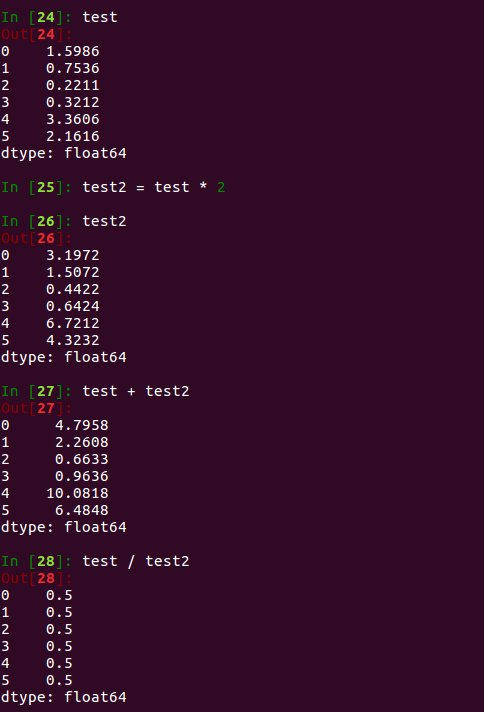 In [24]: test
Out[24]:
0    1.5986
1    0.7536
2    0.2211
3    0.3212
4    3.3606
5    2.1616
dtype: float64
In [25]: test2 = test * 2
In [26]: test2
Out[26]:
0    3.1972
1    1.5072
2    0.4422
3    0.6424
4    6.7212
5    4.3232
dtype: float64
In [27]: test + test2
Out[27]:
0     4.7958
1     2.2608
2     0.6633
3     0.9636
4    10.0818
5     6.4848
dtype: float64
In [28]: test / test2
Out[28]:
0    0.5
1    0.5
2    0.5
3    0.5
4    0.5
5    0.5
dtype: float64